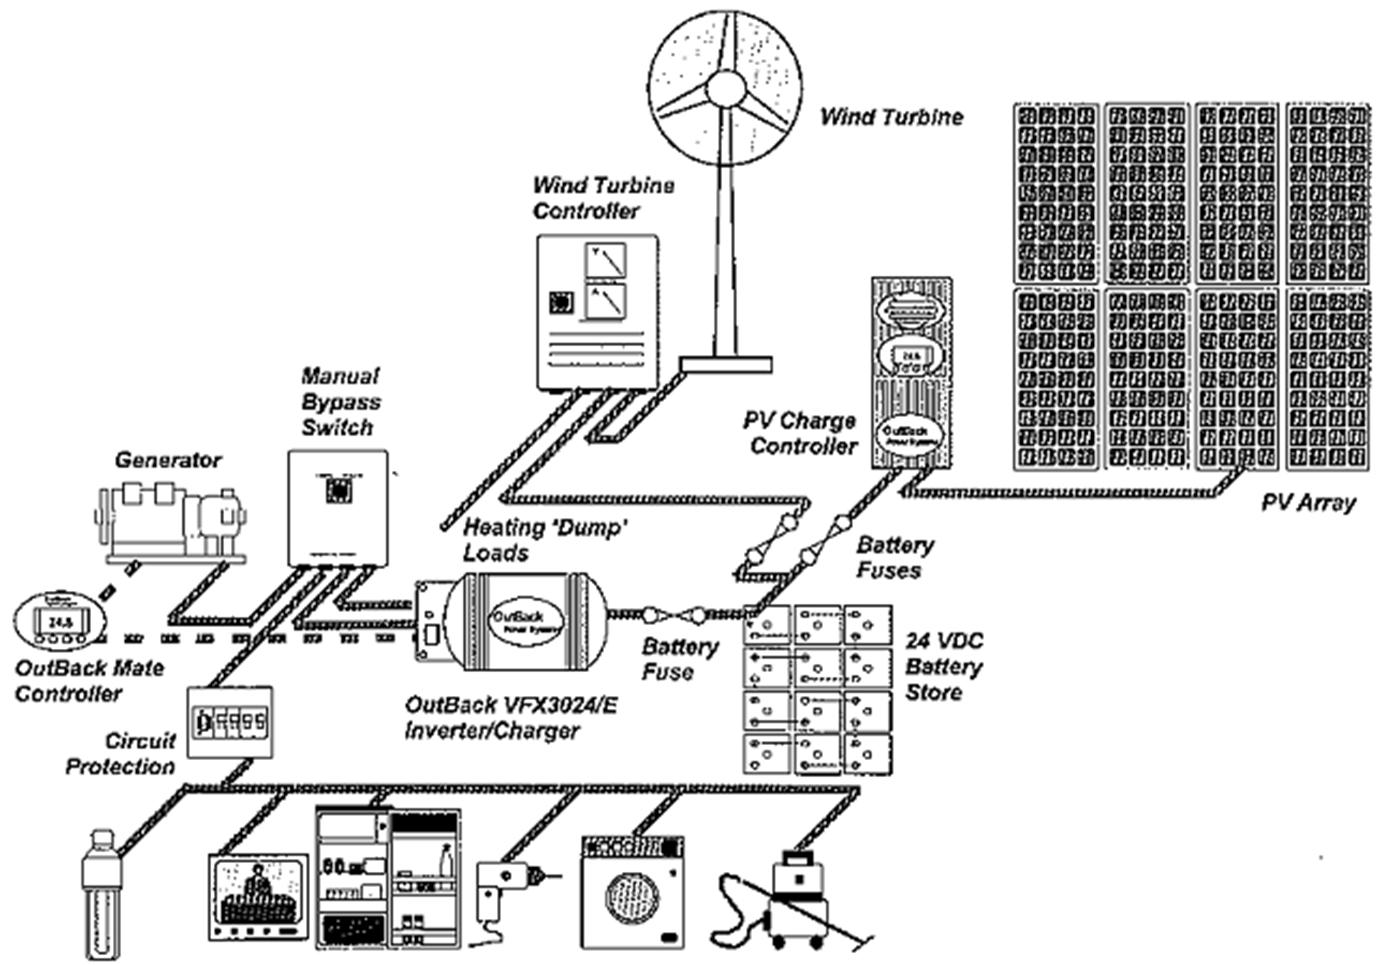 Wind Turbine
Wind Turbine
Controller
V
A
Manual
Bypass
Switch
PV Charge
Controller
24.5
OutBack
Power Systems
Generator
PV Array
Heating 'Dump'
Loads
Battery
Fuses
24.5
OutBack
Power Systems
OutBack Mate
Controller
Battery
Fuse
24 VDC
Battery
Store
OutBack VFX3024/E
Inverter/Charger
Circuit
Protection